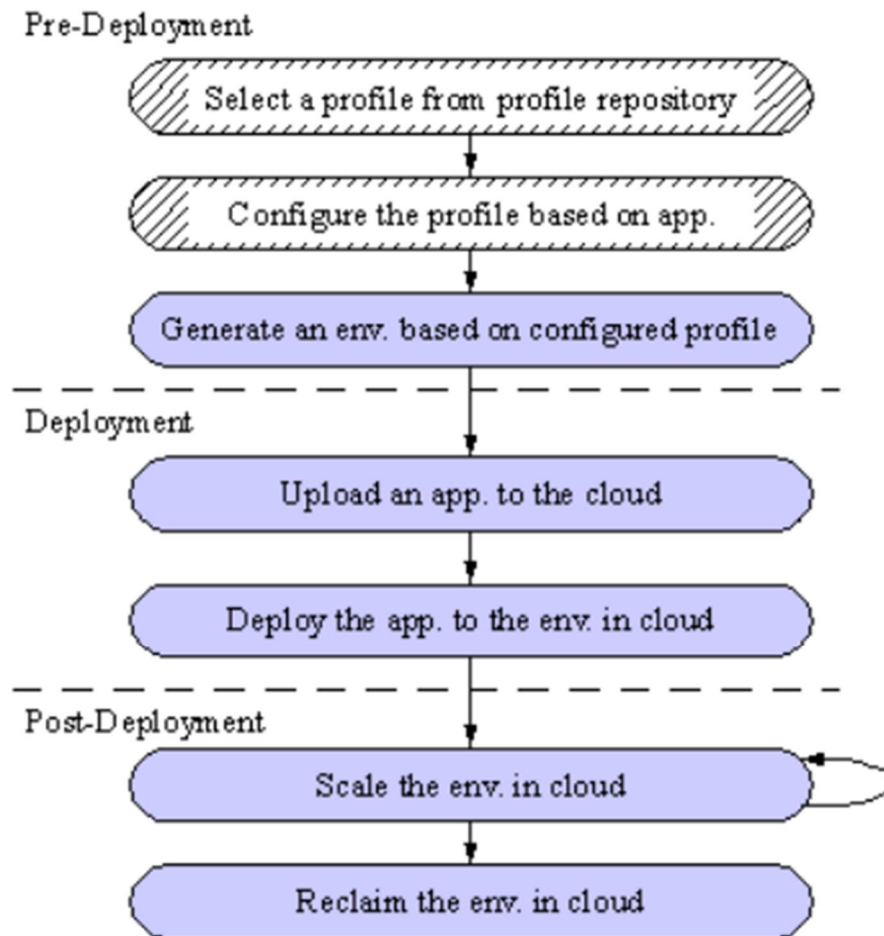 Pre-Deployment
Select a profile from profile repository
Configure the profile based on app.
Generate an env. based on configured profile
Deployment
Upload an app. to the cloud
Deploy the app. to the env. in cloud
Post-Deployment
Scale the env. in cloud
Reclaim the env. in cloud